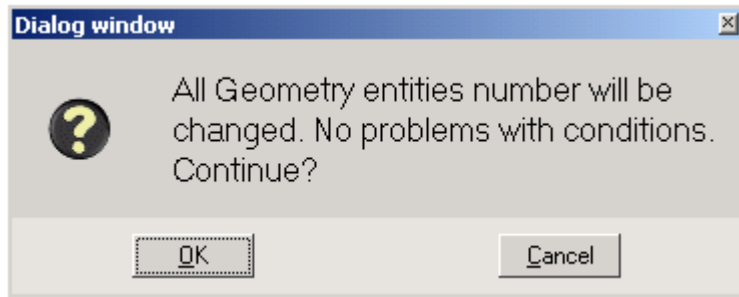 Dialog window
All Geometry entities number will be
changed. No problems with conditions.
Continue?
OK
Cancel